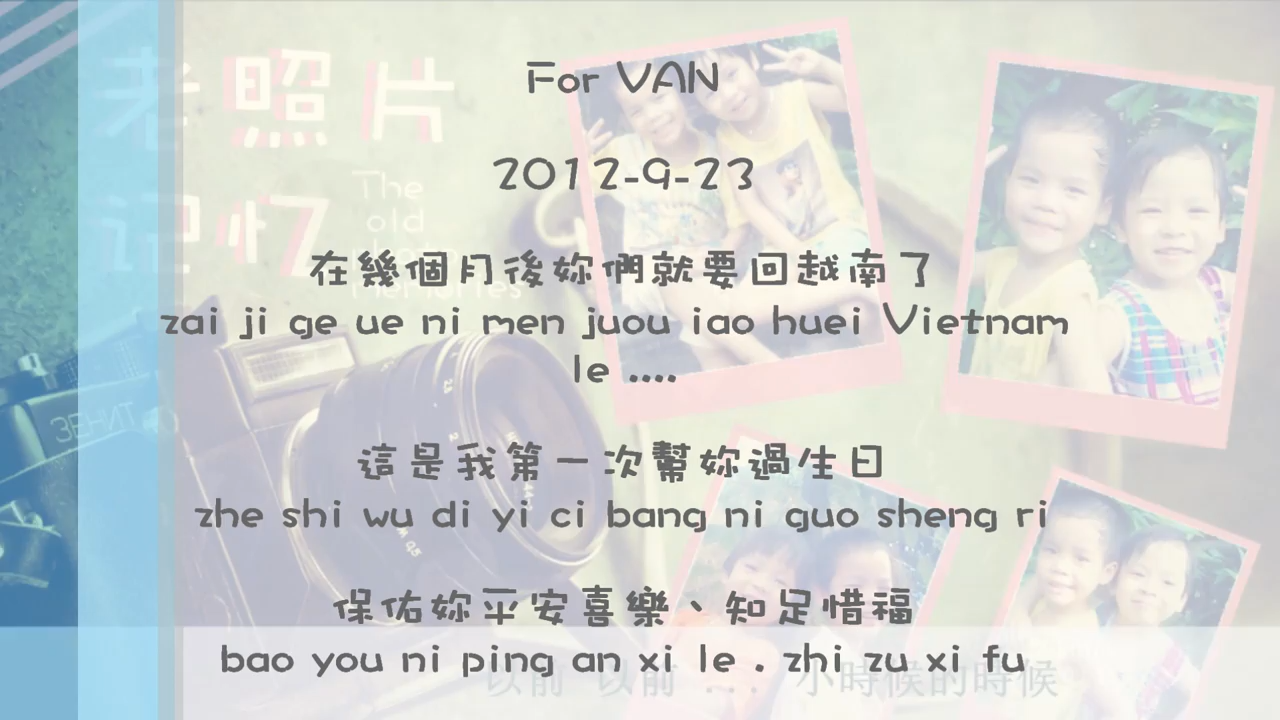 For VAN
2012-9-23
在幾個月後妳們就要回越南了
zai ji ge ue ni men juou iao huei Vietnam
le ....
這是我第一次幫妳過生日
zhe shi wu di yi ci bang ni guo sheng ri
保佑妳平安喜樂、知足惜福
bao you ni ping an xi le . zhi zu xi fu
老照片
记忆
The
old
photo
memories
ЗЕНИТ
以前 以前 ... 小時候的時候